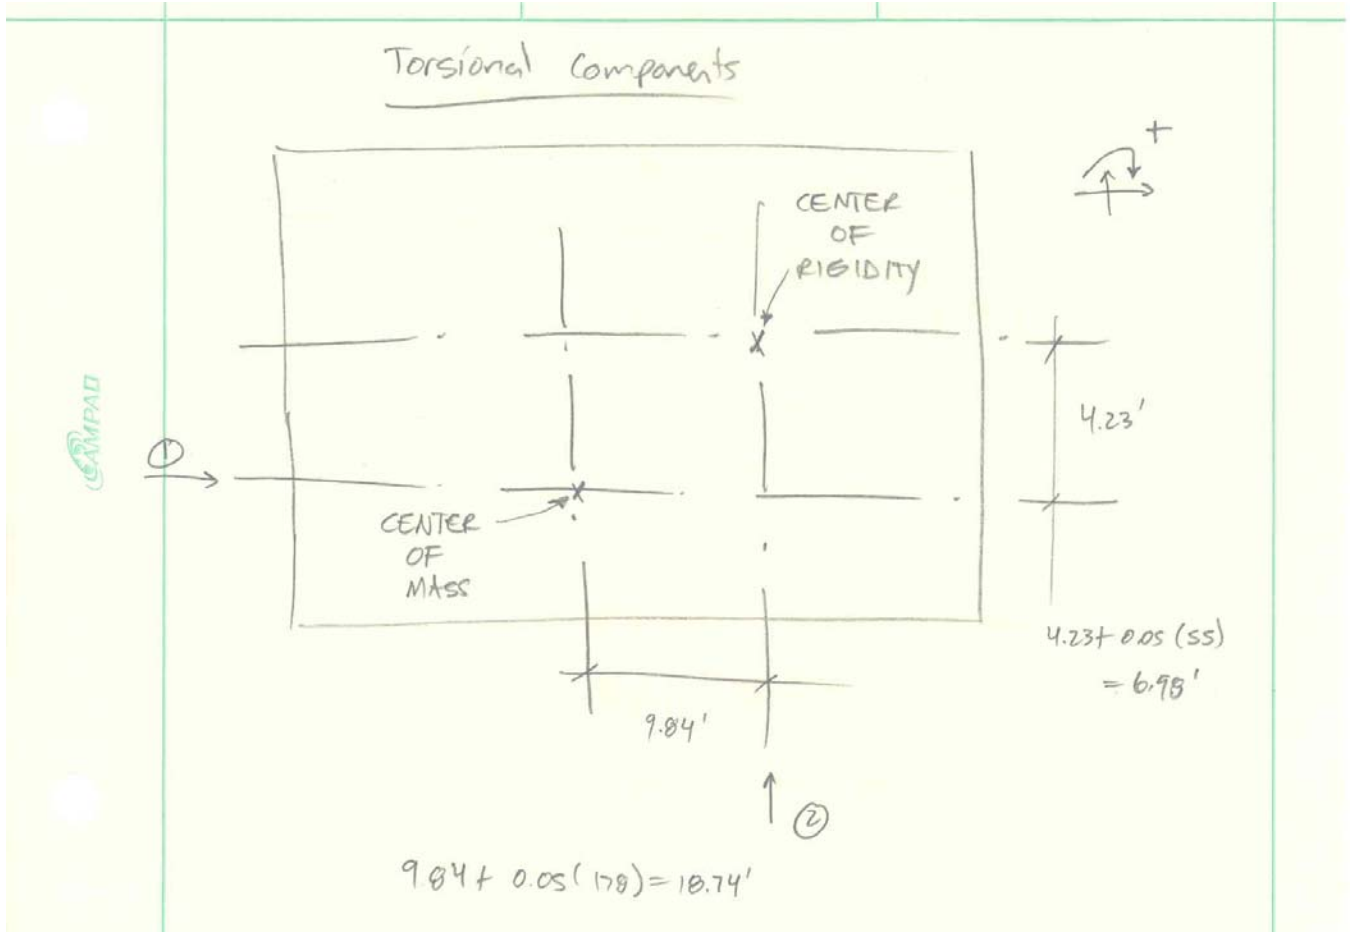 Torsional Components
+
CENTER
OF
RIGIDITY
4.23'
①
CENTER
OF
MASS
4.23+ 0.05 (55)
= 6.98'
9.84'
②
9.84+ 0.05(178)=18.74'
CAMPAD